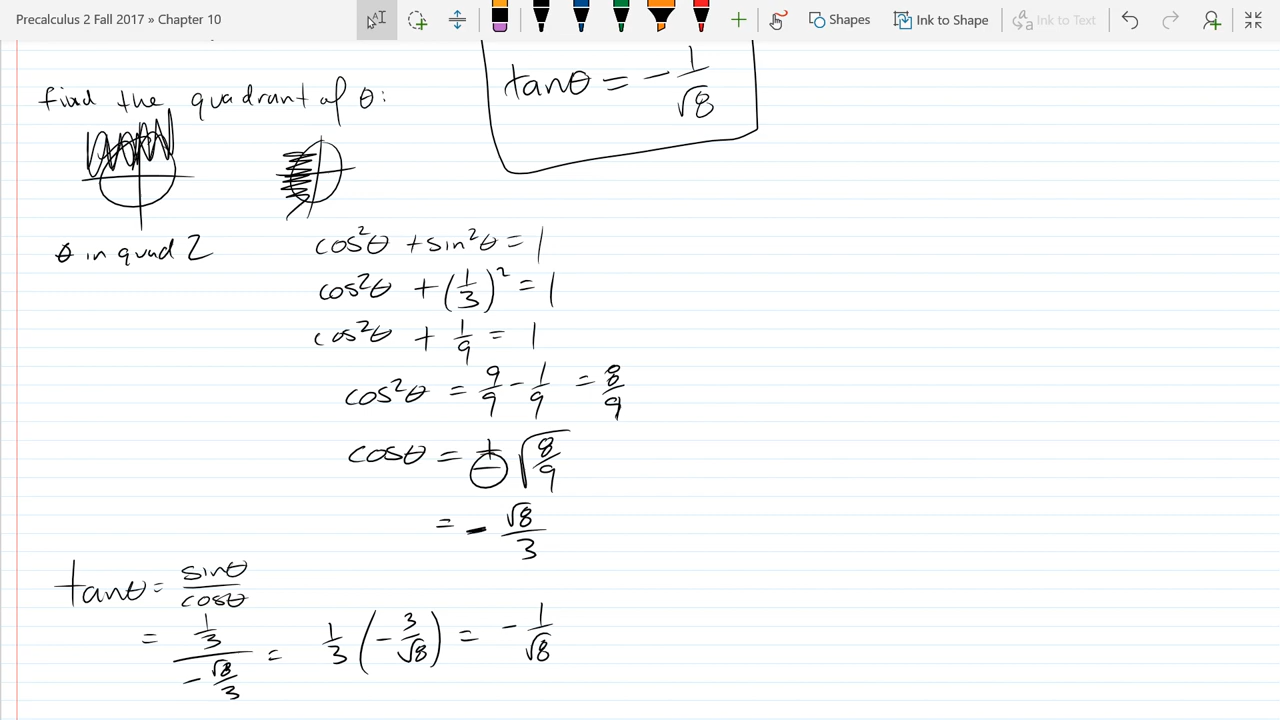 Precalculus 2 Fall 2017 » Chapter 10
Shapes
Ink to Shape
Ink to Text
tanθ = - 1/√8
find the quadrant of θ:
θ in quad 2
cos²θ + sin²θ = 1
cos²θ + (1/3)² = 1
cos²θ + 1/9 = 1
cos²θ = 9/9 - 1/9 = 8/9
cosθ = ± √(8/9)
= - √8/3
tanθ = sinθ/cosθ
= (1/3)/(-√8/3) = 1/3 (- 3/√8) = - 1/√8